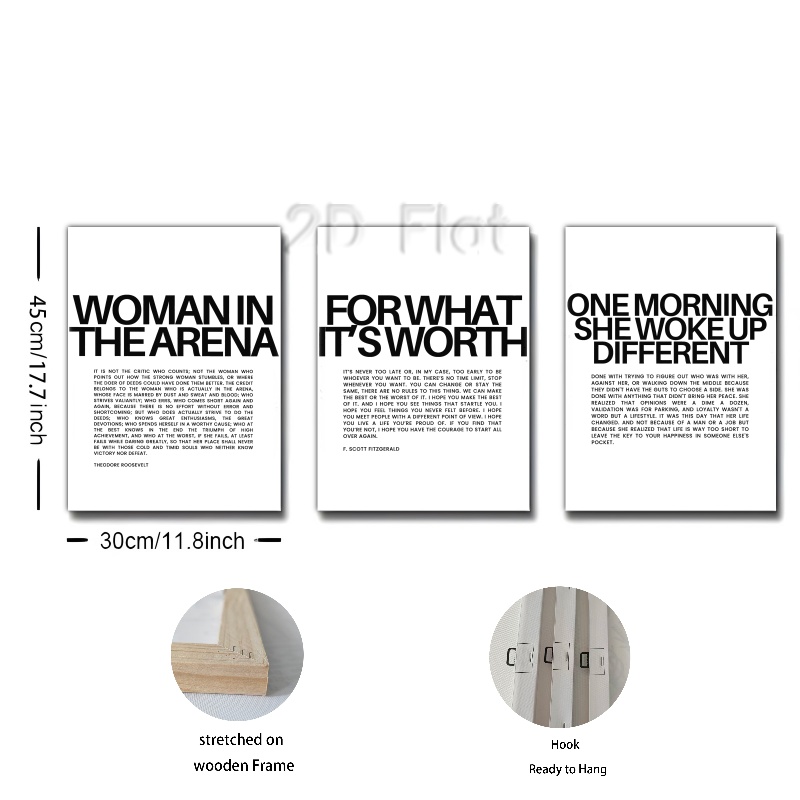 2D Flat
45cm/17.7inch
WOMAN IN
THE ARENA
IT IS NOT THE CRITIC WHO COUNTS; NOT THE WOMAN WHO
POINTS OUT HOW THE STRONG WOMAN STUMBLES, OR WHERE
THE DOER OF DEEDS COULD HAVE DONE THEM BETTER. THE CREDIT
BELONGS TO THE WOMAN WHO IS ACTUALLY IN THE ARENA,
WHOSE FACE IS MARRED BY DUST AND SWEAT AND BLOOD; WHO
STRIVES VALIANTLY; WHO ERRS, WHO COMES SHORT AGAIN AND
AGAIN, BECAUSE THERE IS NO EFFORT WITHOUT ERROR AND
SHORTCOMING; BUT WHO DOES ACTUALLY STRIVE TO DO THE
DEEDS; WHO KNOWS GREAT ENTHUSIASMS, THE GREAT
DEVOTIONS; WHO SPENDS HERSELF IN A WORTHY CAUSE; WHO AT
THE BEST KNOWS IN THE END THE TRIUMPH OF HIGH
ACHIEVEMENT, AND WHO AT THE WORST, IF SHE FAILS, AT LEAST
FAILS WHILE DARING GREATLY, SO THAT HER PLACE SHALL NEVER
BE WITH THOSE COLD AND TIMID SOULS WHO NEITHER KNOW
VICTORY NOR DEFEAT.
THEODORE ROOSEVELT
FOR WHAT
IT'S WORTH
IT'S NEVER TOO LATE OR, IN MY CASE, TOO EARLY TO BE
WHOEVER YOU WANT TO BE. THERE'S NO TIME LIMIT, STOP
WHENEVER YOU WANT. YOU CAN CHANGE OR STAY THE
SAME, THERE ARE NO RULES TO THIS THING. WE CAN MAKE
THE BEST OR THE WORST OF IT. I HOPE YOU MAKE THE BEST
OF IT. AND I HOPE YOU SEE THINGS THAT STARTLE YOU. I
HOPE YOU FEEL THINGS YOU NEVER FELT BEFORE. I HOPE
YOU MEET PEOPLE WITH A DIFFERENT POINT OF VIEW. I HOPE
YOU LIVE A LIFE YOU'RE PROUD OF. IF YOU FIND THAT
YOU'RE NOT, I HOPE YOU HAVE THE COURAGE TO START ALL
OVER AGAIN.
F. SCOTT FITZGERALD
ONE MORNING
SHE WOKE UP
DIFFERENT
DONE WITH TRYING TO FIGURE OUT WHO WAS WITH HER,
AGAINST HER, OR WALKING DOWN THE MIDDLE BECAUSE
THEY DIDN'T HAVE THE GUTS TO CHOOSE A SIDE. SHE WAS
DONE WITH ANYTHING THAT DIDN'T BRING HER PEACE. SHE
REALIZED THAT OPINIONS WERE A DIME A DOZEN,
VALIDATION WAS FOR PARKING, AND LOYALTY WASN'T A
WORD BUT A LIFESTYLE. IT WAS THIS DAY THAT HER LIFE
CHANGED. AND NOT BECAUSE OF A MAN OR A JOB BUT
BECAUSE SHE REALIZED THAT LIFE IS WAY TOO SHORT TO
LEAVE THE KEY TO YOUR HAPPINESS IN SOMEONE ELSE'S
POCKET.
30cm/11.8inch
stretched on
wooden Frame
Hook
Ready to Hang